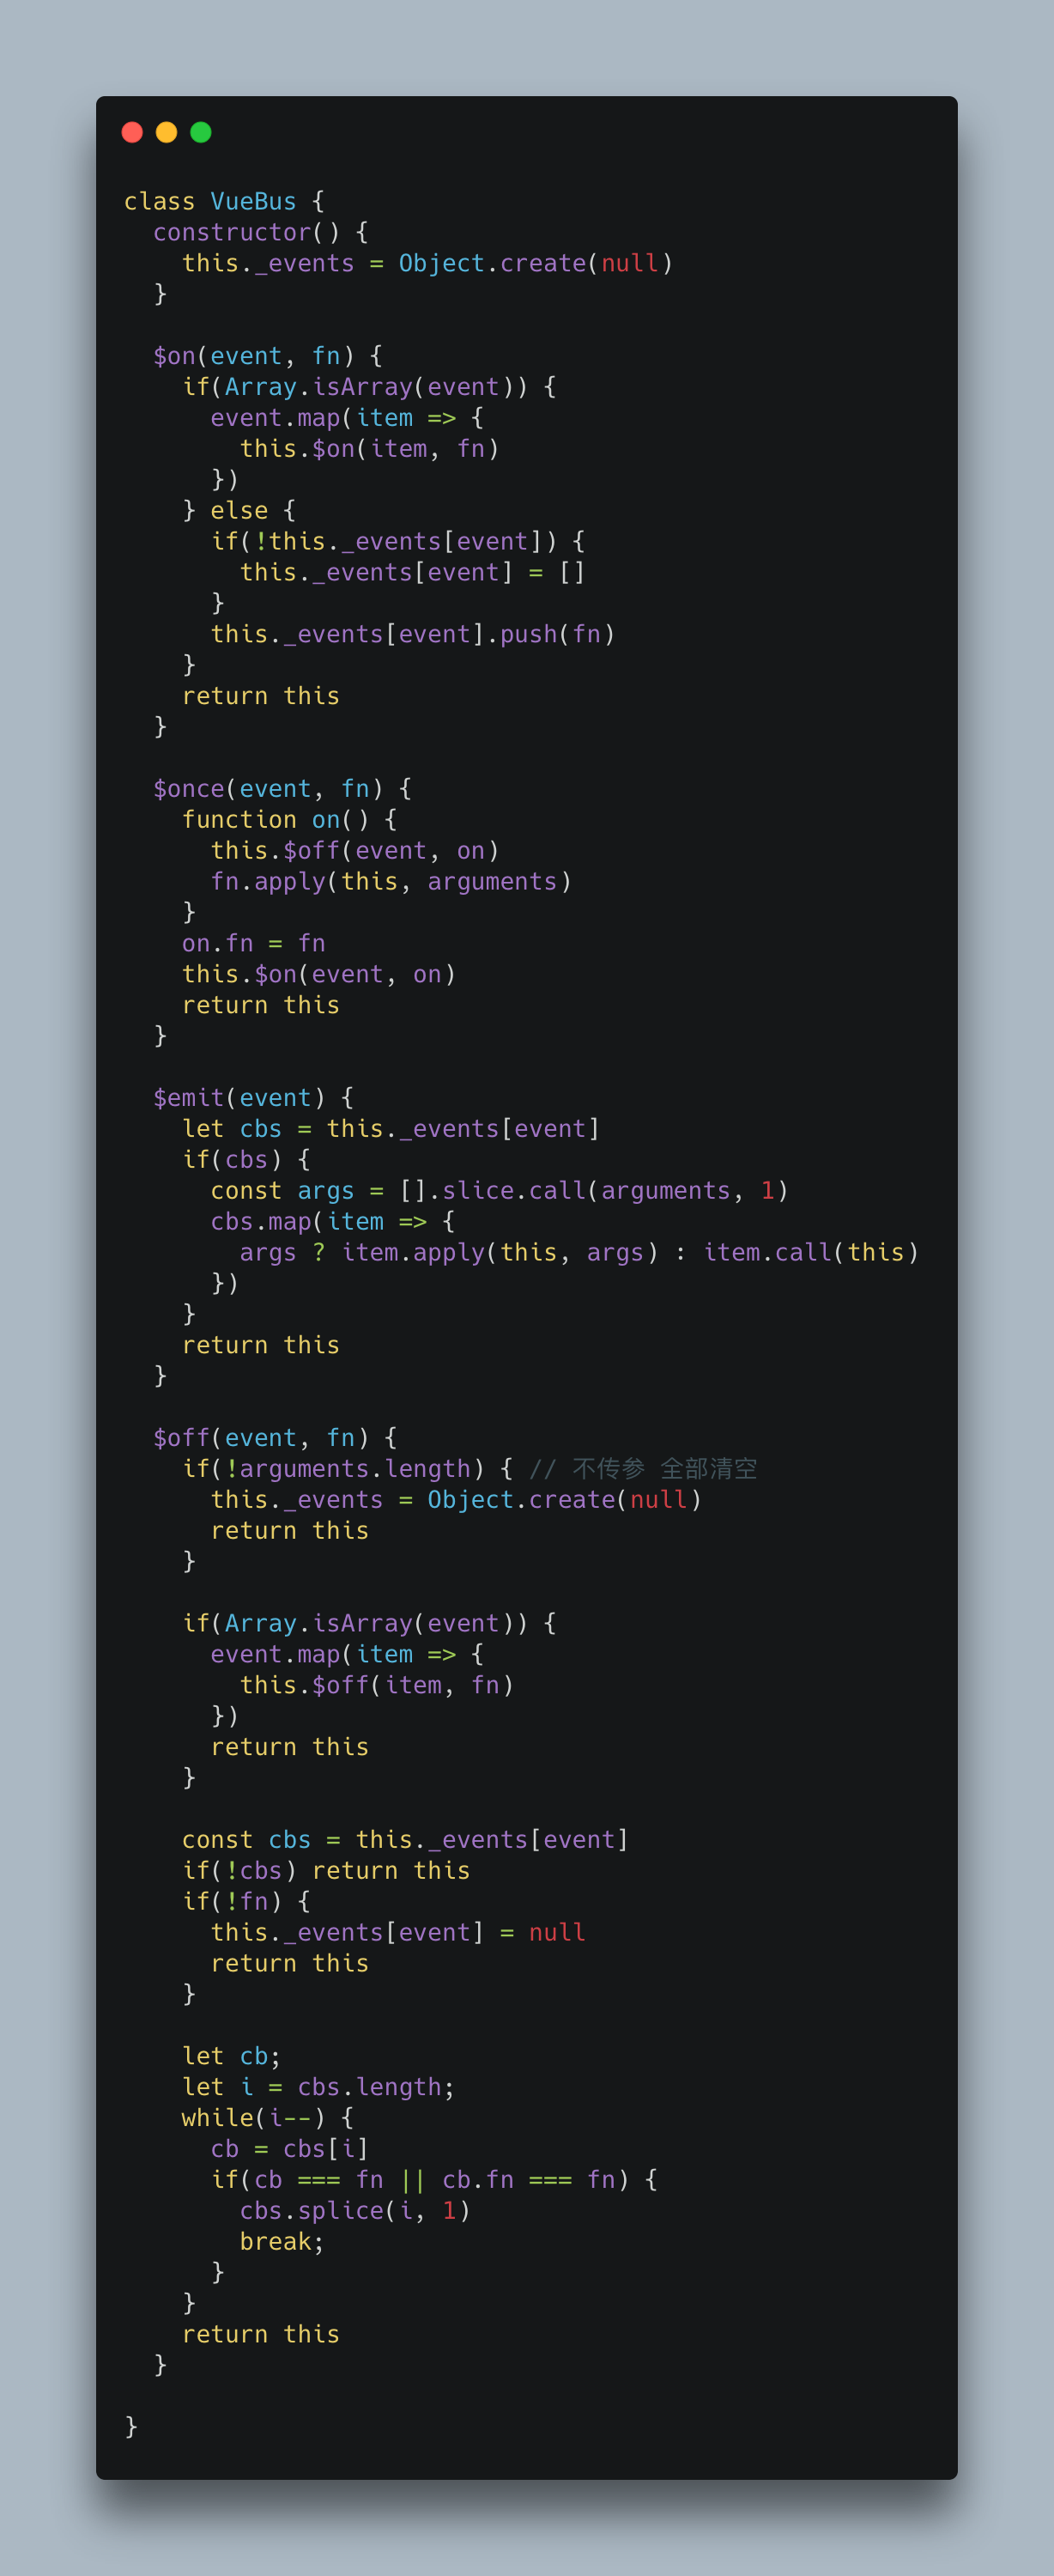 class VueBus {
  constructor() {
    this._events = Object.create(null)
  }

  $on(event, fn) {
    if(Array.isArray(event)) {
      event.map(item => {
        this.$on(item, fn)
      })
    } else {
      if(!this._events[event]) {
        this._events[event] = []
      }
      this._events[event].push(fn)
    }
    return this
  }

  $once(event, fn) {
    function on() {
      this.$off(event, on)
      fn.apply(this, arguments)
    }
    on.fn = fn
    this.$on(event, on)
    return this
  }

  $emit(event) {
    let cbs = this._events[event]
    if(cbs) {
      const args = [].slice.call(arguments, 1)
      cbs.map(item => {
        args ? item.apply(this, args) : item.call(this)
      })
    }
    return this
  }

  $off(event, fn) {
    if(!arguments.length) { // 不传参 全部清空
      this._events = Object.create(null)
      return this
    }

    if(Array.isArray(event)) {
      event.map(item => {
        this.$off(item, fn)
      })
      return this
    }

    const cbs = this._events[event]
    if(!cbs) return this
    if(!fn) {
      this._events[event] = null
      return this
    }

    let cb;
    let i = cbs.length;
    while(i--) {
      cb = cbs[i]
      if(cb === fn || cb.fn === fn) {
        cbs.splice(i, 1)
        break;
      }
    }
    return this
  }

}